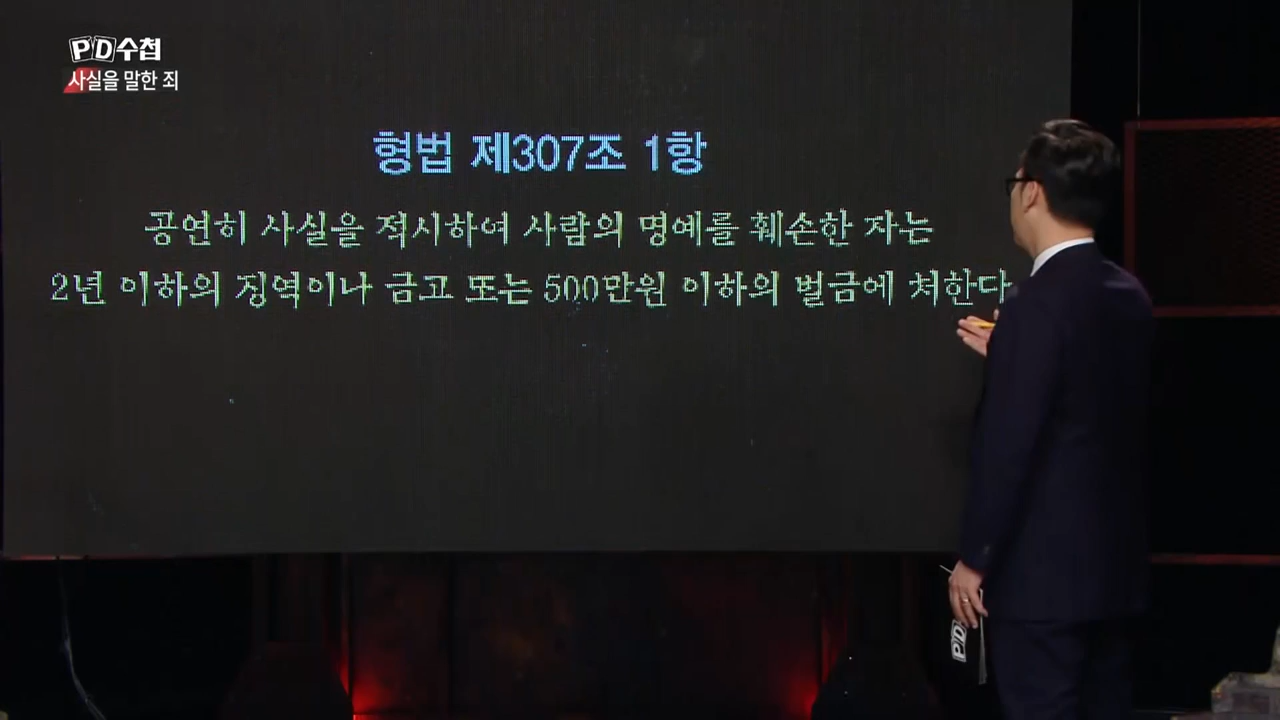 PD수첩
사실을 말한 죄
형법 제307조 1항
공연히 사실을 적시하여 사람의 명예를 훼손한 자는
2년 이하의 징역이나 금고 또는 500만원 이하의 벌금에 처한다
PD